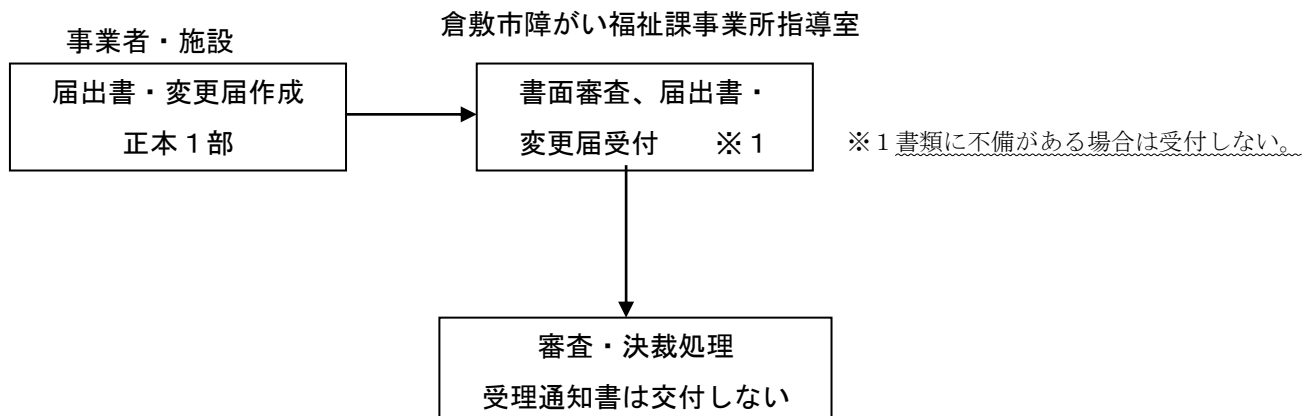 倉敷市障がい福祉課事業所指導室
事業者・施設
届出書・変更届作成
正本１部
書面審査、届出書・
変更届受付　　※１
※１書類に不備がある場合は受付しない。
審査・決裁処理
受理通知書は交付しない